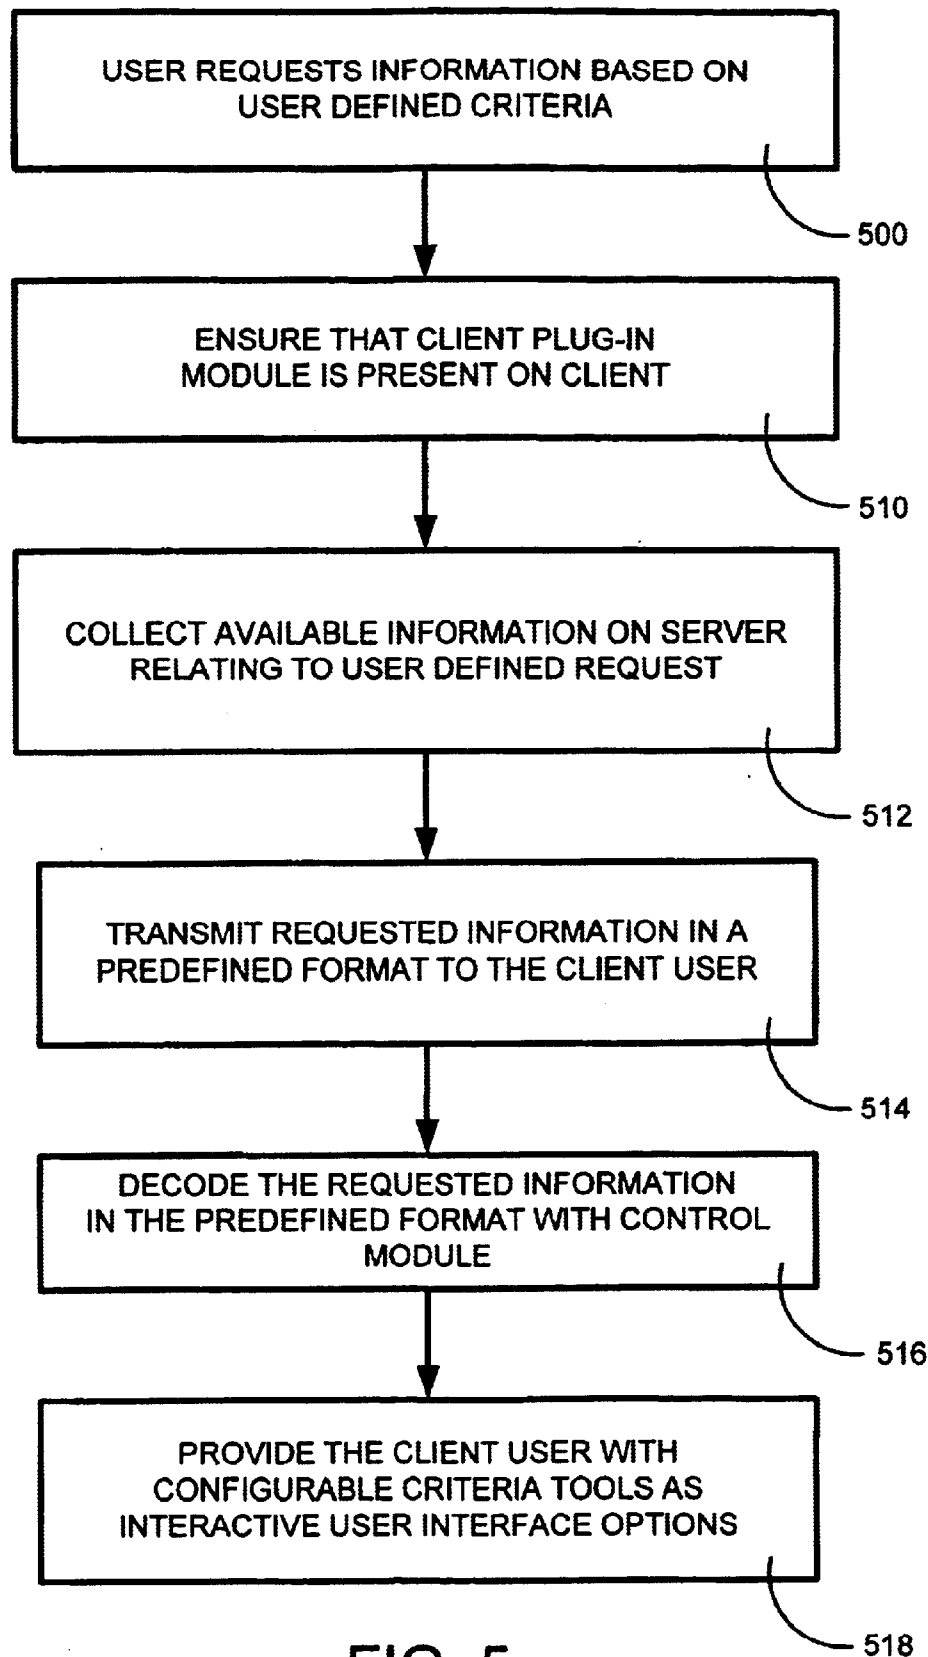 USER REQUESTS INFORMATION BASED ON
USER DEFINED CRITERIA
500
ENSURE THAT CLIENT PLUG-IN
MODULE IS PRESENT ON CLIENT
510
COLLECT AVAILABLE INFORMATION ON SERVER
RELATING TO USER DEFINED REQUEST
512
TRANSMIT REQUESTED INFORMATION IN A
PREDEFINED FORMAT TO THE CLIENT USER
514
DECODE THE REQUESTED INFORMATION
IN THE PREDEFINED FORMAT WITH CONTROL
MODULE
516
PROVIDE THE CLIENT USER WITH
CONFIGURABLE CRITERIA TOOLS AS
INTERACTIVE USER INTERFACE OPTIONS
518
FIG. 5